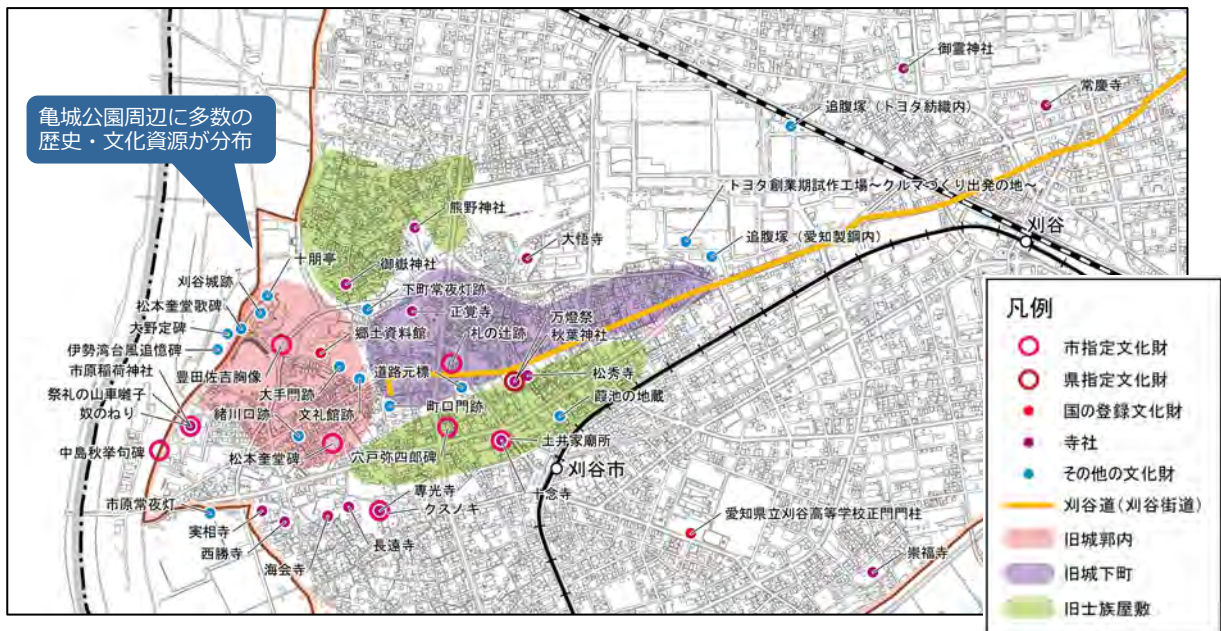 亀城公園周辺に多数の
歴史・文化資源が分布
御霊神社
常慶寺
追腹塚(トヨタ紡織内)
トヨタ創業期試作工場~クルマづくり出発の地~
熊野神社
大悟寺
追腹塚(愛知製鋼内)
刈谷
十朋亭
御嶽神社
刈谷城跡
下町常夜灯跡
万燈祭
松本奎堂歌碑
正覚寺
札の辻跡
秋葉神社
大野定碑
郷土資料館
伊勢湾台風追憶碑
市原稲荷神社
豊田佐吉胸像
道路元標
松秀寺
祭礼の山車囃子
大手門跡
葭池の地蔵
奴のねり
緒川口跡
文礼館跡
町口門跡
中島秋挙句碑
松本奎堂碑
宍戸弥四郎碑
土井家廟所
刈谷市
市原常夜灯
専光寺
クスノキ
十念寺
愛知県立刈谷高等学校正門門柱
実相寺
西勝寺
長遠寺
海会寺
崇福寺
凡例
市指定文化財
県指定文化財
国の登録文化財
寺社
その他の文化財
刈谷道(刈谷街道)
旧城郭内
旧城下町
旧士族屋敷